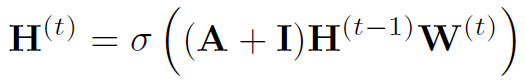 H^{(t)} = σ((A + I)H^{(t−1)}W^{(t)})